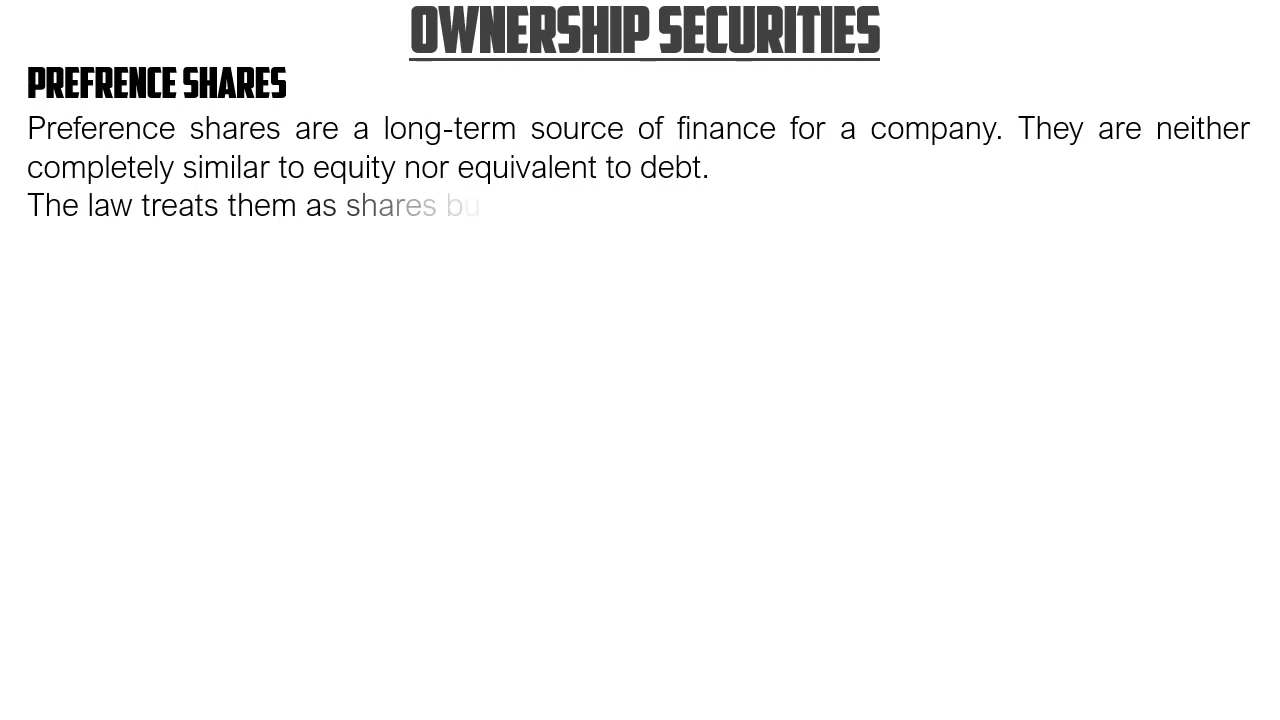 OWNERSHIP SECURITIES
PREFRENCE SHARES
Preference shares are a long-term source of finance for a company. They are neither
completely similar to equity nor equivalent to debt.
The law treats them as shares bu